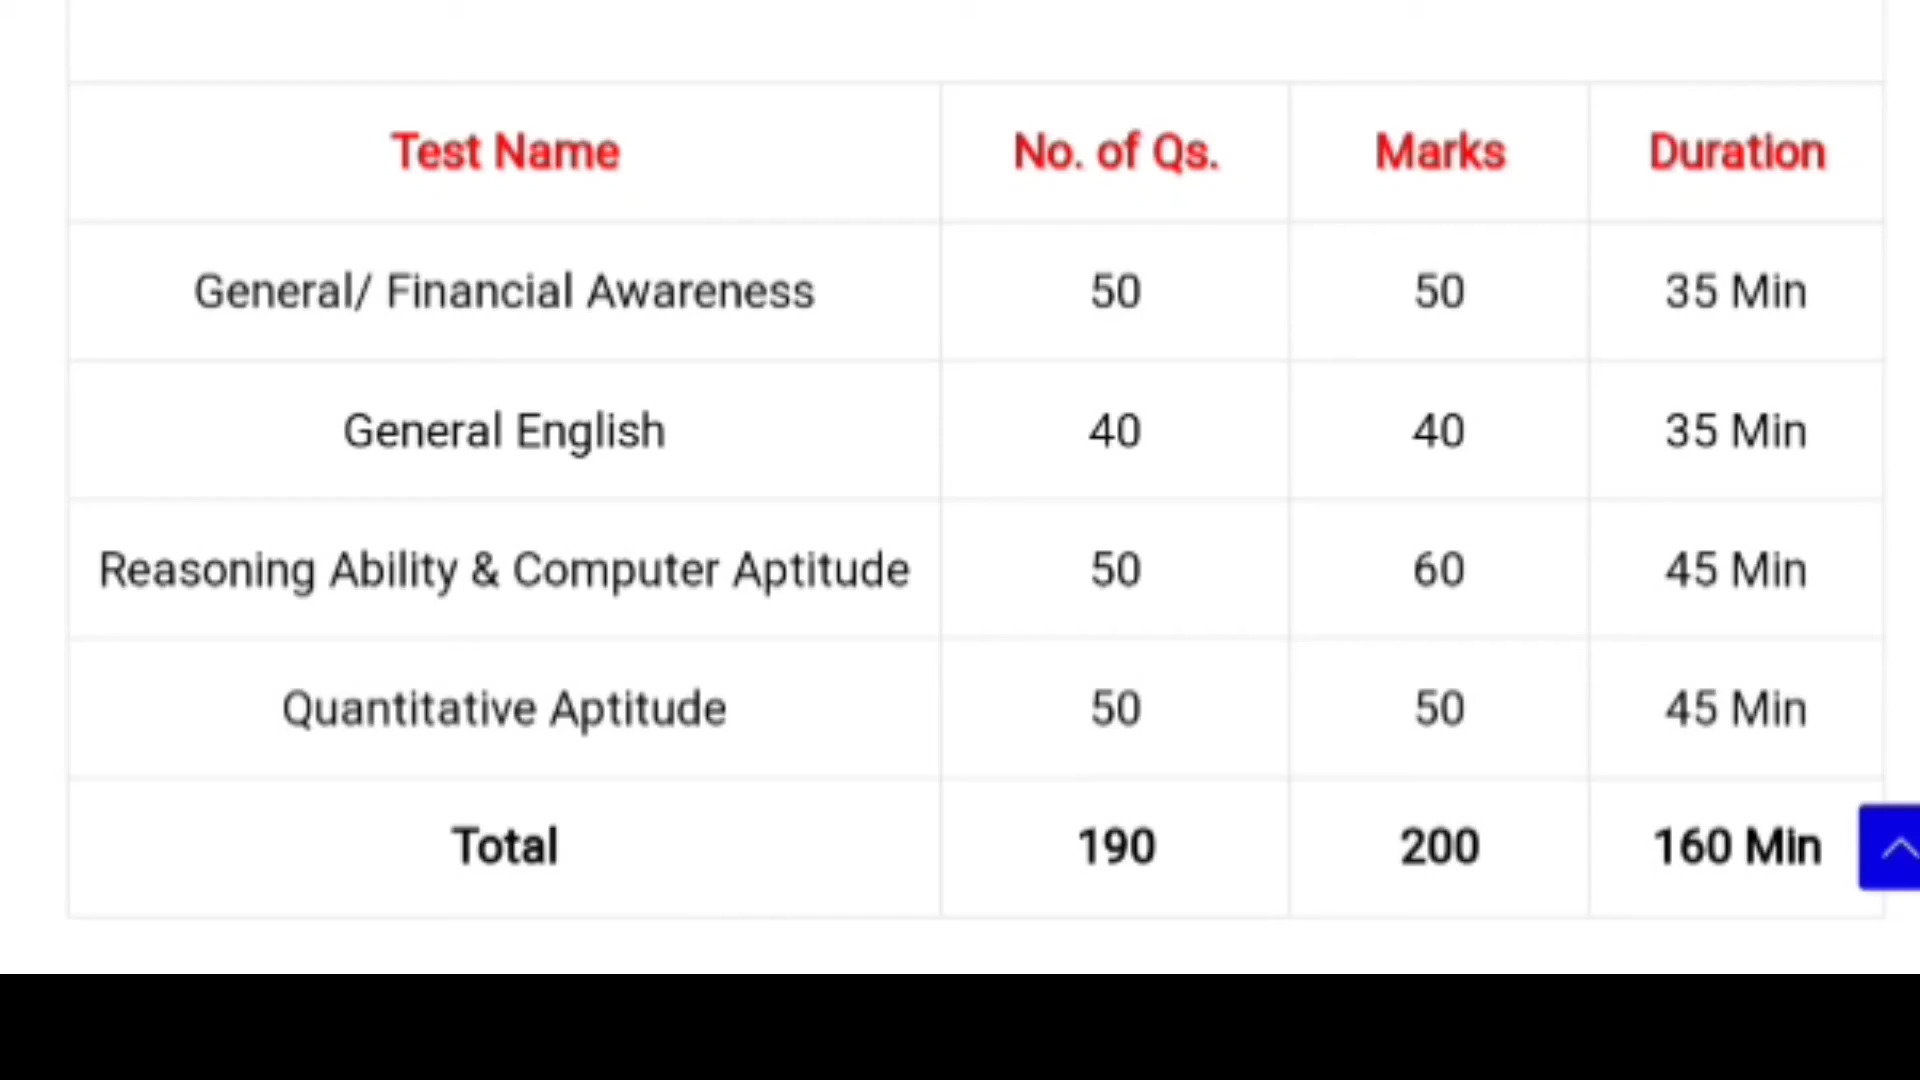 Test Name No. of Qs. Marks Duration
General/ Financial Awareness 50 50 35 Min
General English 40 40 35 Min
Reasoning Ability & Computer Aptitude 50 60 45 Min
Quantitative Aptitude 50 50 45 Min
Total 190 200 160 Min